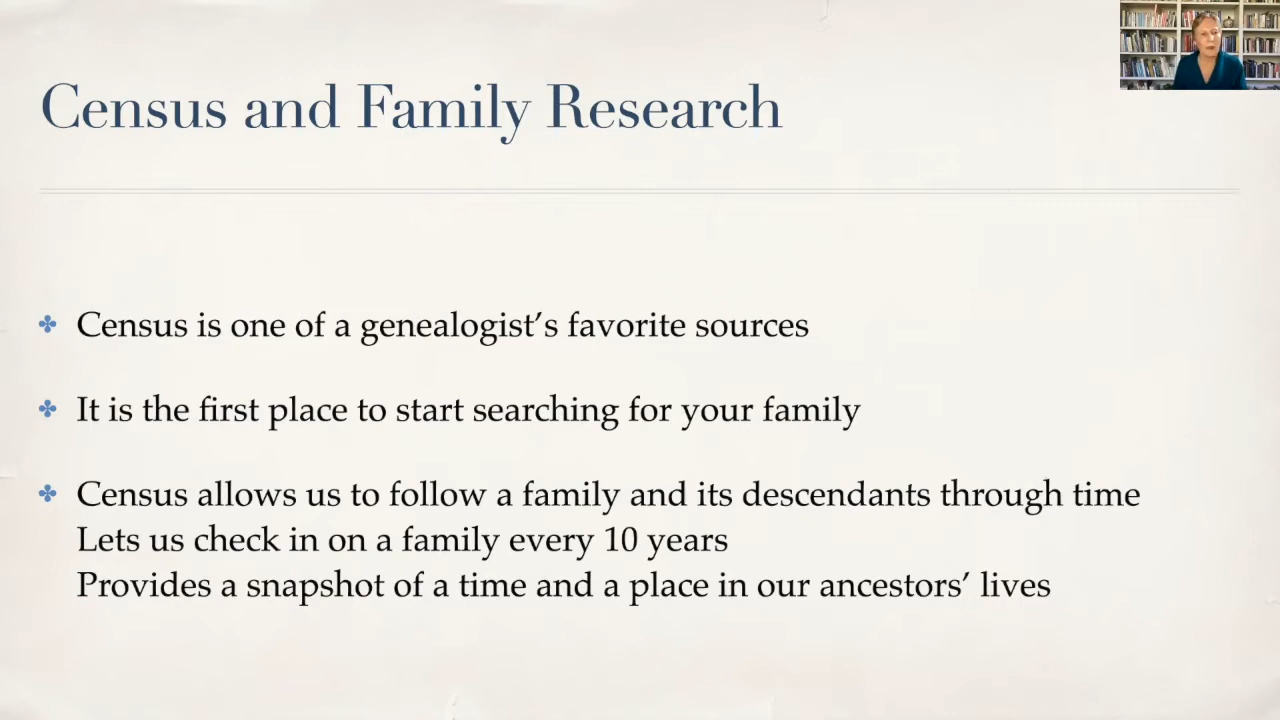 Census and Family Research
Census is one of a genealogist’s favorite sources
It is the first place to start searching for your family
Census allows us to follow a family and its descendants through time
Lets us check in on a family every 10 years
Provides a snapshot of a time and a place in our ancestors’ lives